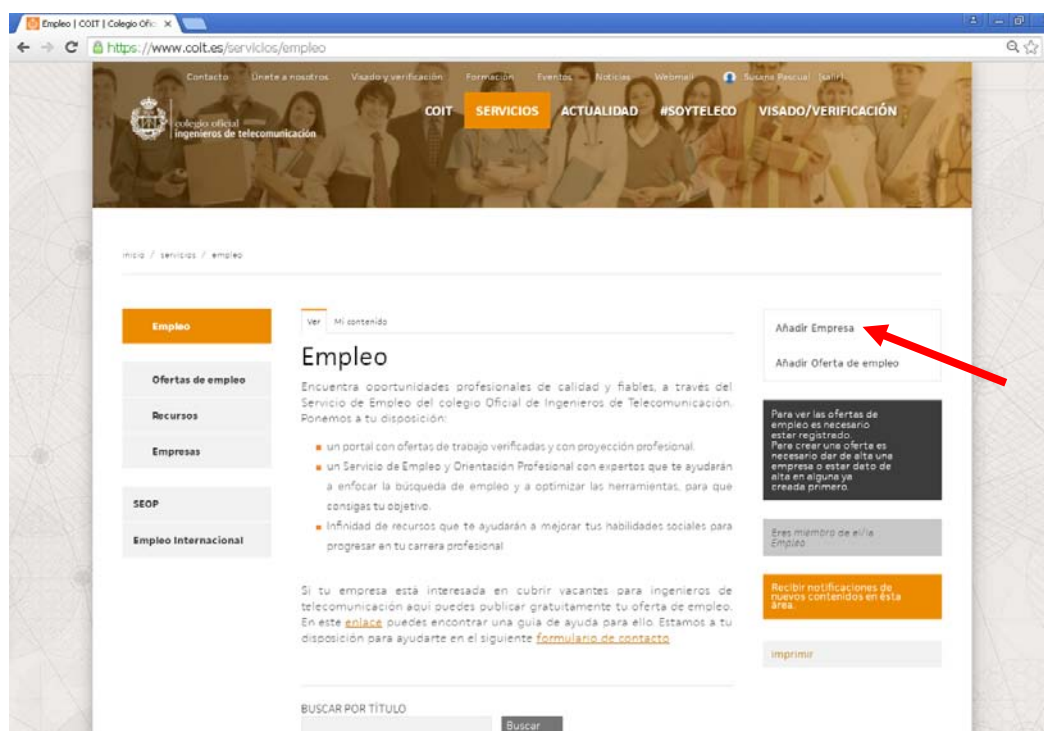 Empleo | COIT | Colegio Ofic
https://www.coit.es/servicios/empleo
Contacto Únete a nosotros Visado y verificación Formación Eventos Noticias Webmail Susana Pascual (salir)
colegio oficial
ingenieros de telecomunicación
COIT SERVICIOS ACTUALIDAD #SOYTELECO VISADO/VERIFICACIÓN
inicio / servicios / empleo
Empleo
Ofertas de empleo
Recursos
Empresas
SEOP
Empleo Internacional
Ver Mi contenido
Empleo
Encuentra oportunidades profesionales de calidad y fiables, a través del
Servicio de Empleo del colegio Oficial de Ingenieros de Telecomunicación.
Ponemos a tu disposición:
un portal con ofertas de trabajo verificadas y con proyección profesional.
un Servicio de Empleo y Orientación Profesional con expertos que te ayudarán
a enfocar la búsqueda de empleo y a optimizar las herramientas, para que
consigas tu objetivo.
Infinidad de recursos que te ayudarán a mejorar tus habilidades sociales para
progresar en tu carrera profesional
Si tu empresa está interesada en cubrir vacantes para ingenieros de
telecomunicación aquí puedes publicar gratuitamente tu oferta de empleo.
En este enlace puedes encontrar una guía de ayuda para ello. Estamos a tu
disposición para ayudarte en el siguiente formulario de contacto
BUSCAR POR TÍTULO
Buscar
Añadir Empresa
Añadir Oferta de empleo
Para ver las ofertas de
empleo es necesario
estar registrado.
Para crear una oferta es
necesario dar de alta una
empresa o estar dato de
alta en alguna ya
creada primero.
Eres miembro de el/la
Empleo
Recibir notificaciones de
nuevos contenidos en esta
área.
imprimir